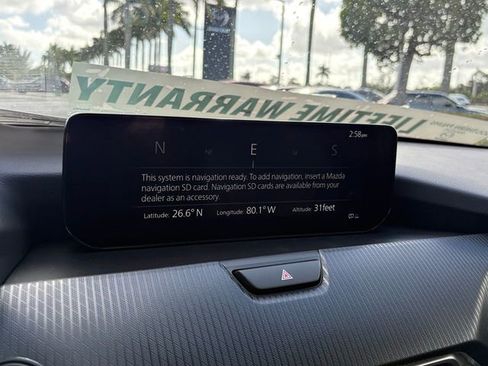 LIFETIME WARRANTY
2:58 pm
N E S
This system is navigation ready. To add navigation, insert a Mazda
navigation SD card. Navigation SD cards are available from your
dealer as an accessory.
Latitude: 26.6° N Longitude: 80.1° W Altitude: 31feet